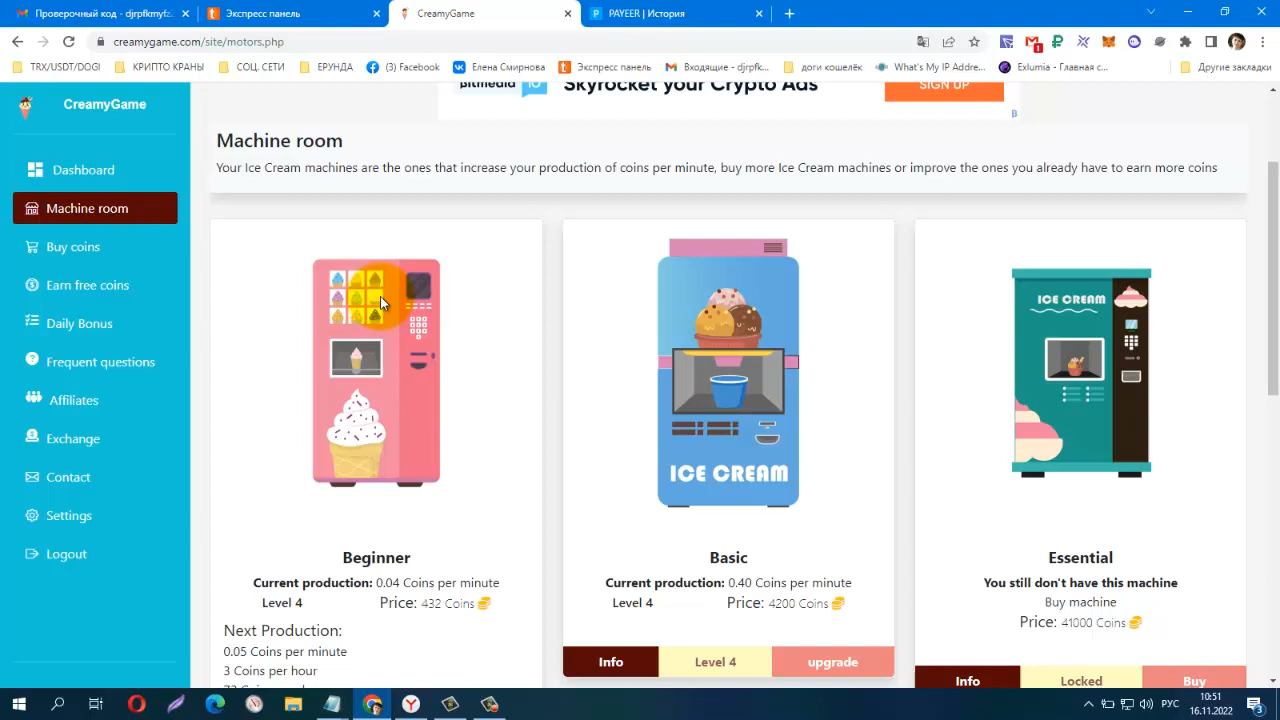 Проверочный код - djrpfkmyfz
Экспресс панель
CreamyGame
PAYEER | История
creamygame.com/site/motors.php
TRX/USDT/DOGI
КРИПТО КРАНЫ
СОЦ. СЕТИ
ЕРУНДА
(3) Facebook
Елена Смирнова
Экспресс панель
Входящие - djrpfk...
доги кошелёк
What's My IP Addre...
Exlumia - Главная с...
Другие закладки
CreamyGame
bitmedia
Skyrocket your Crypto Ads
SIGN UP
Machine room
Your Ice Cream machines are the ones that increase your production of coins per minute, buy more Ice Cream machines or improve the ones you already have to earn more coins
Dashboard
Machine room
Buy coins
Earn free coins
Daily Bonus
Frequent questions
Affiliates
Exchange
Contact
Settings
Logout
ICE CREAM
ICE CREAM
Beginner
Current production: 0.04 Coins per minute
Level 4
Price: 432 Coins
Next Production:
0.05 Coins per minute
3 Coins per hour
Basic
Current production: 0.40 Coins per minute
Level 4
Price: 4200 Coins
Info
Level 4
upgrade
Essential
You still don't have this machine
Buy machine
Price: 41000 Coins
Info
Locked
Buy
РУС
10:51
16.11.2022